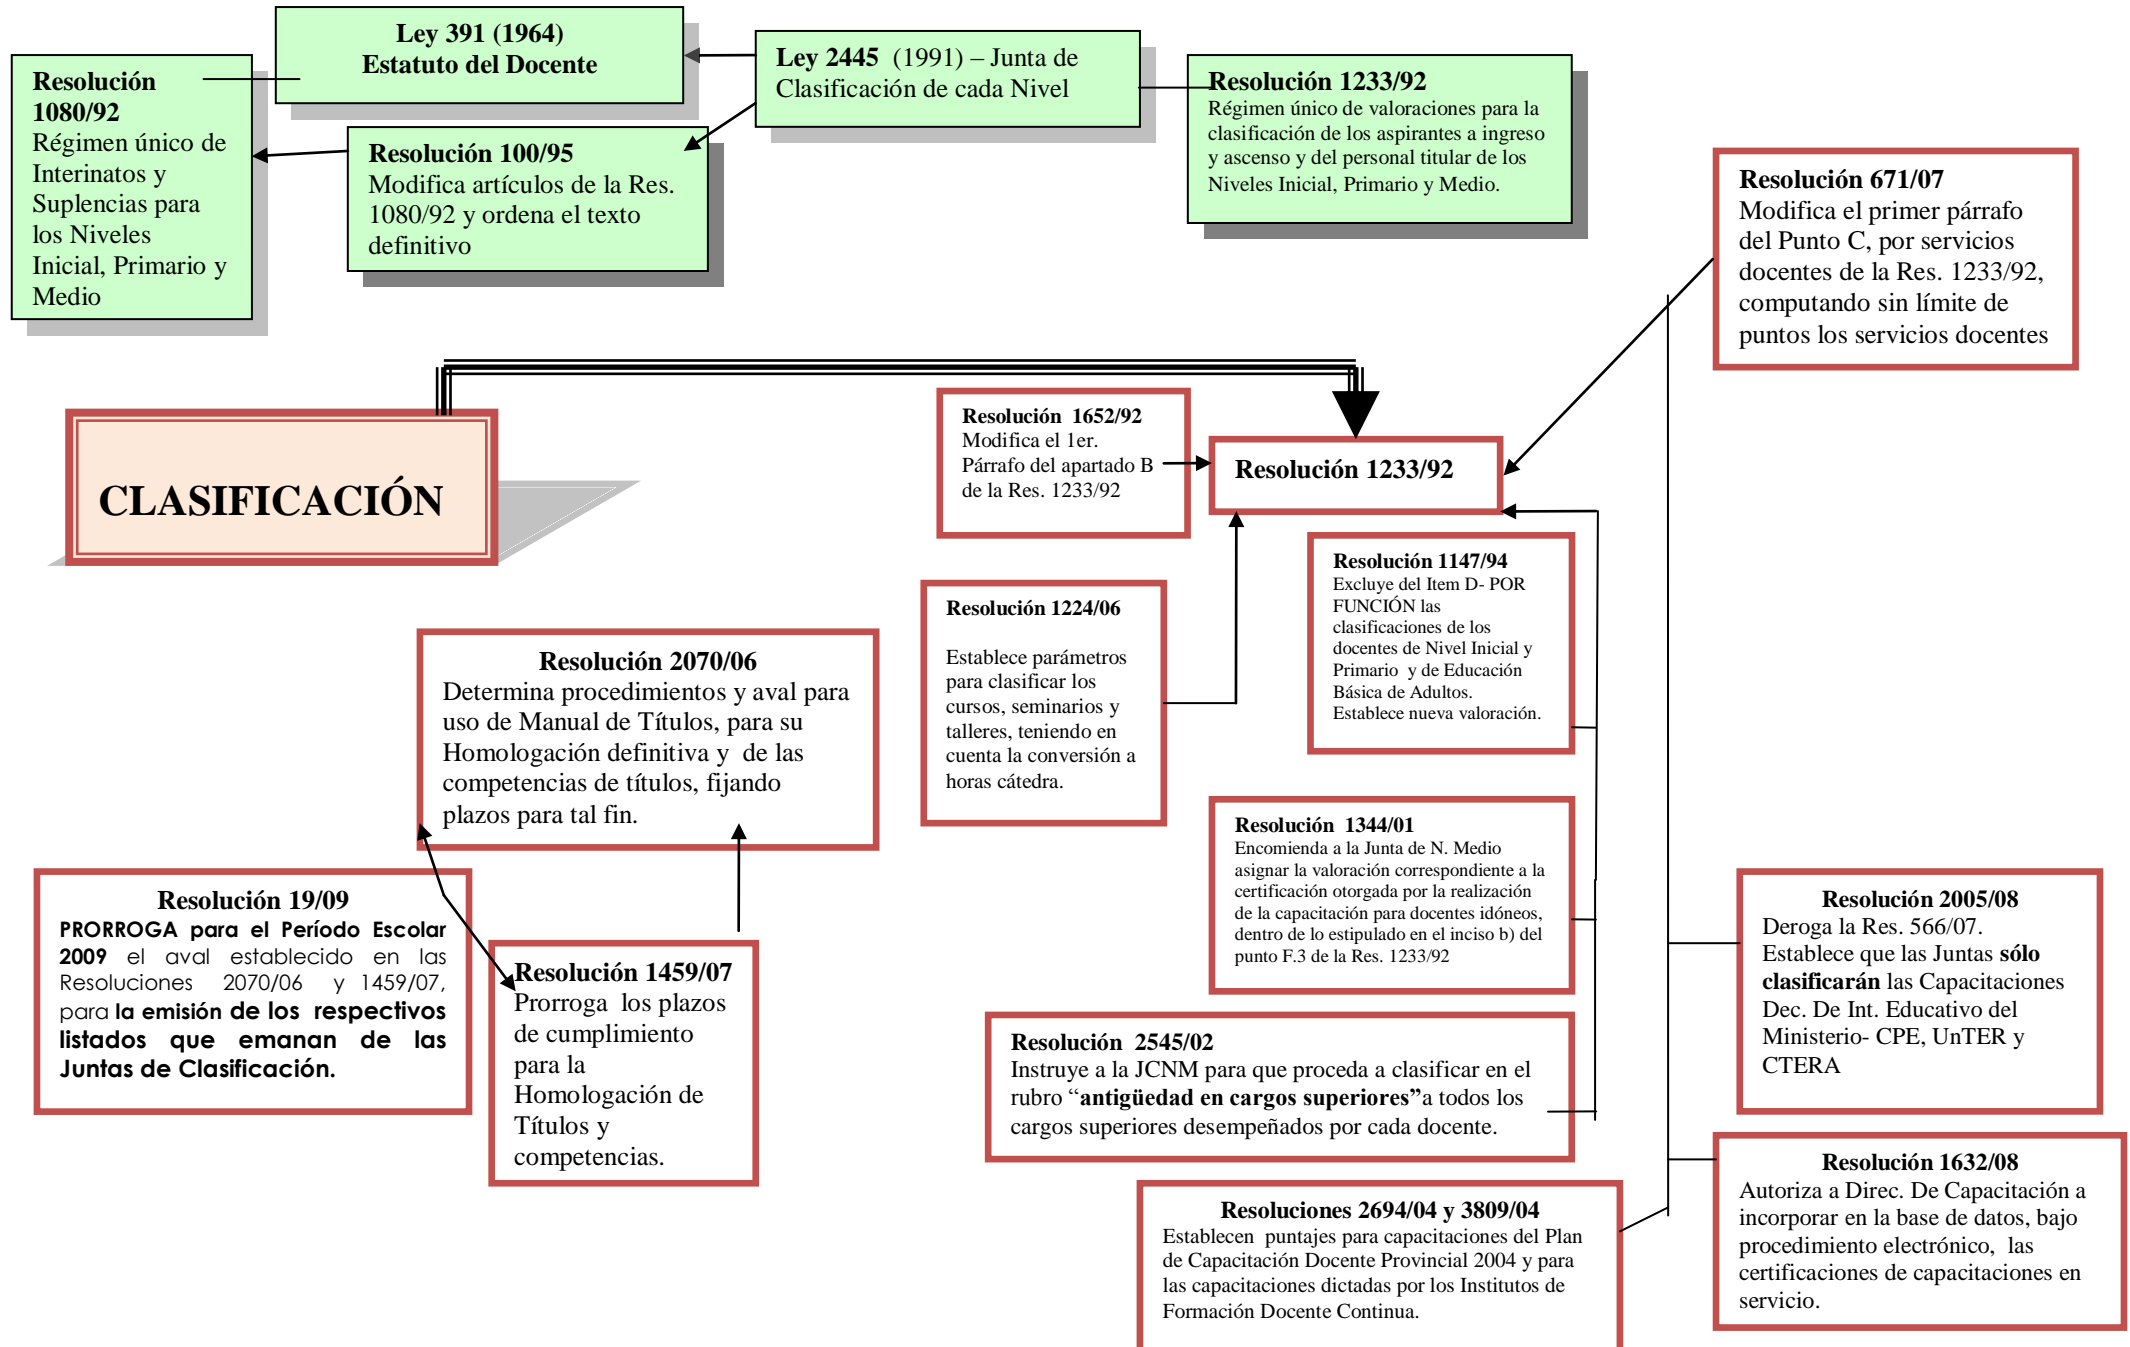 Ley 391 (1964)
Estatuto del Docente
Ley 2445  (1991) – Junta de
Clasificación de cada Nivel
Resolución
1080/92
Régimen único de
Interinatos y
Suplencias para
los Niveles
Inicial, Primario y
Medio
Resolución 100/95
Modifica artículos de la Res.
1080/92 y ordena el texto
definitivo
Resolución 1233/92
Régimen único de valoraciones para la
clasificación de los aspirantes a ingreso
y ascenso y del personal titular de los
Niveles Inicial, Primario y Medio.
Resolución 671/07
Modifica el primer párrafo
del Punto C, por servicios
docentes de la Res. 1233/92,
computando sin límite de
puntos los servicios docentes
CLASIFICACIÓN
Resolución  1652/92
Modifica el 1er.
Párrafo del apartado B
de la Res. 1233/92
Resolución 1233/92
Resolución 1147/94
Excluye del Item D- POR
FUNCIÓN las
clasificaciones de los
docentes de Nivel Inicial y
Primario  y de Educación
Básica de Adultos.
Establece nueva valoración.
Resolución 1224/06
Establece parámetros
para clasificar los
cursos, seminarios y
talleres, teniendo en
cuenta la conversión a
horas cátedra.
Resolución 2070/06
Determina procedimientos y aval para
uso de Manual de Títulos, para su
Homologación definitiva y  de las
competencias de títulos, fijando
plazos para tal fin.
Resolución  1344/01
Encomienda a la Junta de N. Medio
asignar la valoración correspondiente a la
certificación otorgada por la realización
de la capacitación para docentes idóneos,
dentro de lo estipulado en el inciso b) del
punto F.3 de la Res. 1233/92
Resolución 19/09
PRORROGA para el Período Escolar
2009 el aval establecido en las
Resoluciones 2070/06 y 1459/07,
para la emisión de los respectivos
listados que emanan de las
Juntas de Clasificación.
Resolución 1459/07
Prorroga  los plazos
de cumplimiento
para la
Homologación de
Títulos y
competencias.
Resolución 2005/08
Deroga la Res. 566/07.
Establece que las Juntas sólo
clasificarán las Capacitaciones
Dec. De Int. Educativo del
Ministerio- CPE, UnTER y
CTERA
Resolución  2545/02
Instruye a la JCNM para que proceda a clasificar en el
rubro “antigüedad en cargos superiores”a todos los
cargos superiores desempeñados por cada docente.
Resolución 1632/08
Autoriza a Direc. De Capacitación a
incorporar en la base de datos, bajo
procedimiento electrónico,  las
certificaciones de capacitaciones en
servicio.
Resoluciones 2694/04 y 3809/04
Establecen  puntajes para capacitaciones del Plan
de Capacitación Docente Provincial 2004 y para
las capacitaciones dictadas por los Institutos de
Formación Docente Continua.